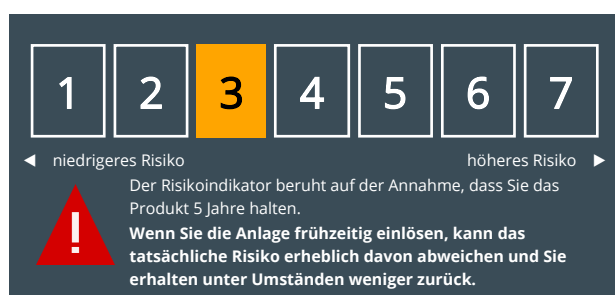 1 2 3 4 5 6 7
◀ niedrigeres Risiko höheres Risiko ▶
Der Risikoindikator beruht auf der Annahme, dass Sie das
Produkt 5 Jahre halten.
!
Wenn Sie die Anlage frühzeitig einlösen, kann das
tatsächliche Risiko erheblich davon abweichen und Sie
erhalten unter Umständen weniger zurück.